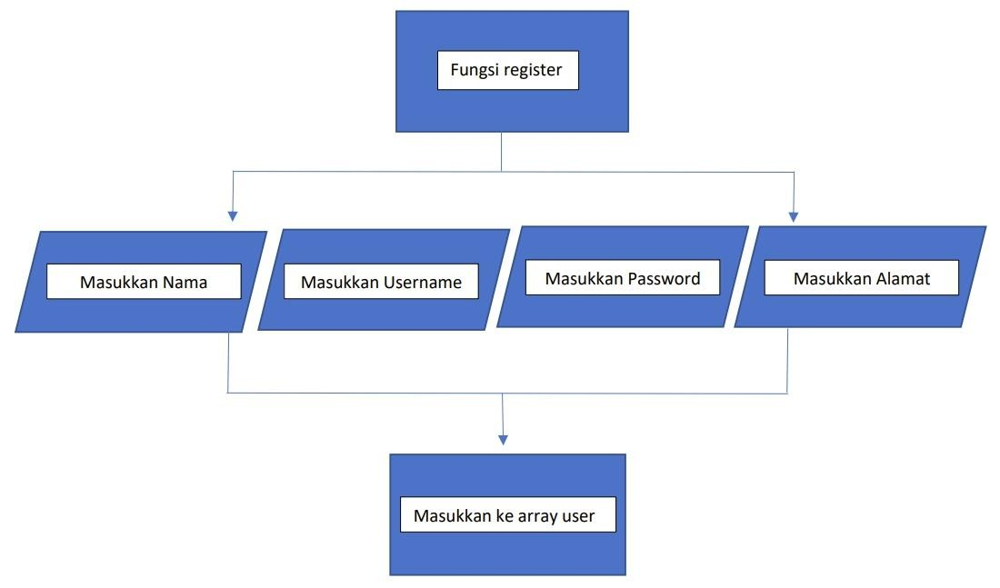 Fungsi register
Masukkan Nama
Masukkan Username
Masukkan Password
Masukkan Alamat
Masukkan ke array user